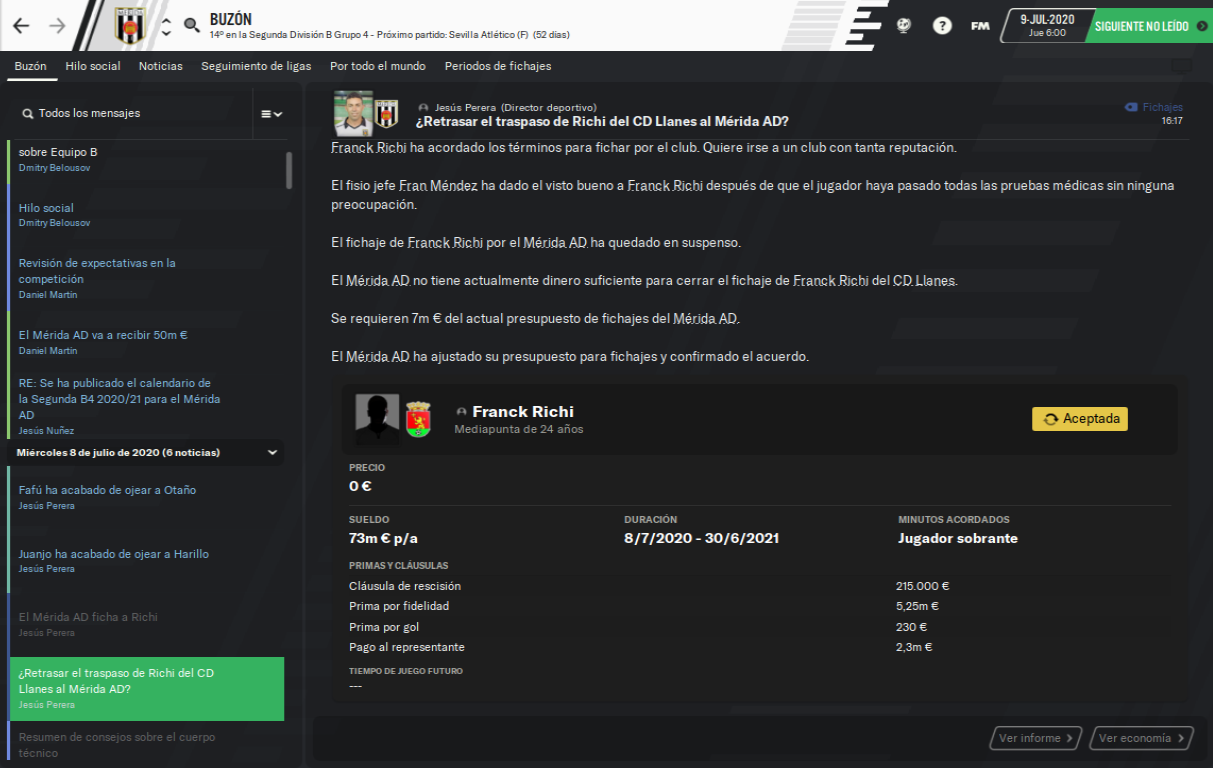 BUZÓN
14º en la Segunda División B Grupo 4 - Próximo partido: Sevilla Atlético (F) (52 días)
?
FM
9-JUL-2020
Jue 6:00
SIGUIENTE NO LEÍDO
Buzón
Hilo social
Noticias
Seguimiento de ligas
Por todo el mundo
Periodos de fichajes
Todos los mensajes
sobre Equipo B
Dmitry Belousov
Hilo social
Dmitry Belousov
Revisión de expectativas en la
competición
Daniel Martín
El Mérida AD va a recibir 50m €
Daniel Martín
RE: Se ha publicado el calendario de
la Segunda B4 2020/21 para el Mérida
AD
Jesús Nuñez
Miércoles 8 de julio de 2020 (6 noticias)
Fafú ha acabado de ojear a Otaño
Jesús Perera
Juanjo ha acabado de ojear a Harillo
Jesús Perera
El Mérida AD ficha a Richi
Jesús Perera
¿Retrasar el traspaso de Richi del CD
Llanes al Mérida AD?
Jesús Perera
Resumen de consejos sobre el cuerpo
técnico
Jesús Perera (Director deportivo)
¿Retrasar el traspaso de Richi del CD Llanes al Mérida AD?
Fichajes
16:17
Franck Richi ha acordado los términos para fichar por el club. Quiere irse a un club con tanta reputación.
El fisio jefe Fran Méndez ha dado el visto bueno a Franck Richi después de que el jugador haya pasado todas las pruebas médicas sin ninguna
preocupación.
El fichaje de Franck Richi por el Mérida AD ha quedado en suspenso.
El Mérida AD no tiene actualmente dinero suficiente para cerrar el fichaje de Franck Richi del CD Llanes.
Se requieren 7m € del actual presupuesto de fichajes del Mérida AD.
El Mérida AD ha ajustado su presupuesto para fichajes y confirmado el acuerdo.
Franck Richi
Mediapunta de 24 años
Aceptada
PRECIO
0 €
SUELDO
73m € p/a
DURACIÓN
8/7/2020 - 30/6/2021
MINUTOS ACORDADOS
Jugador sobrante
PRIMAS Y CLÁUSULAS
Cláusula de rescisión 215.000 €
Prima por fidelidad 5,25m €
Prima por gol 230 €
Pago al representante 2,3m €
TIEMPO DE JUEGO FUTURO
---
Ver informe
Ver economía